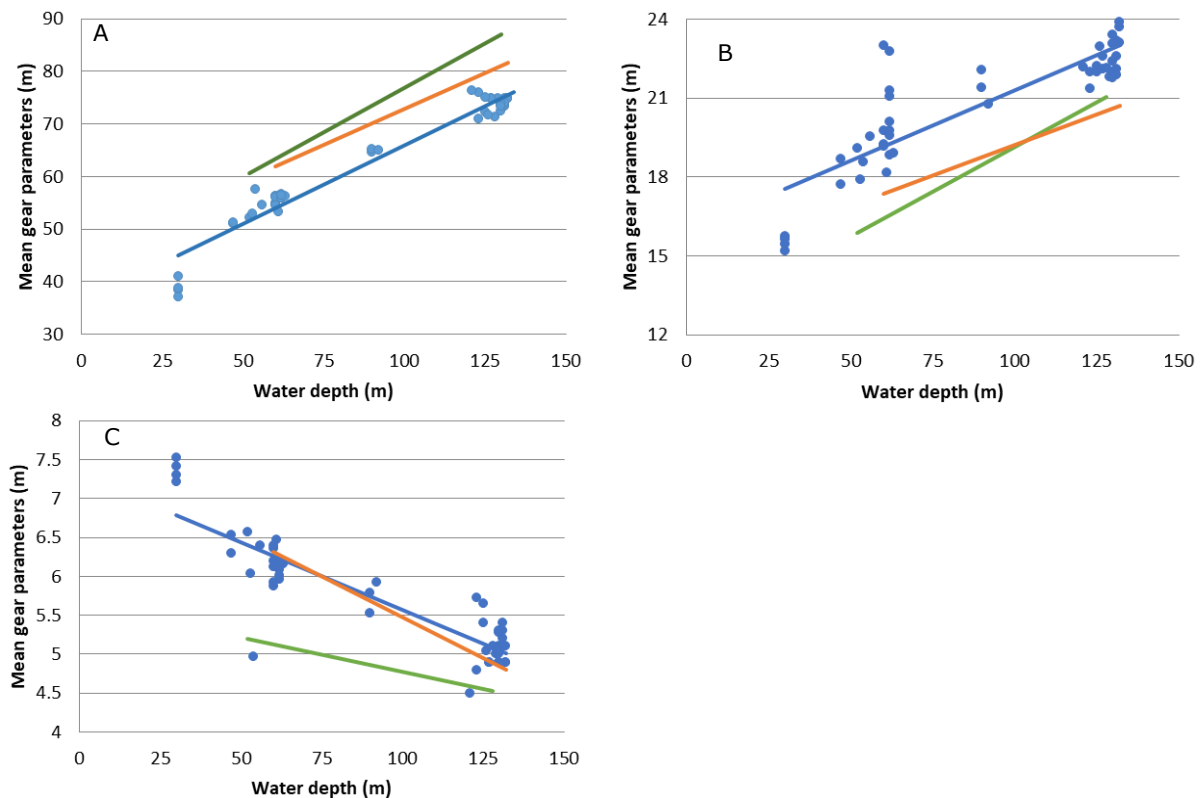 A
Mean gear parameters (m)
90
80
70
60
50
40
30
0 25 50 75 100 125 150
Water depth (m)
B
Mean gear parameters (m)
24
21
18
15
12
0 25 50 75 100 125 150
Water depth (m)
C
Mean gear parameters (m)
8
7.5
7
6.5
6
5.5
5
4.5
4
0 25 50 75 100 125 150
Water depth (m)